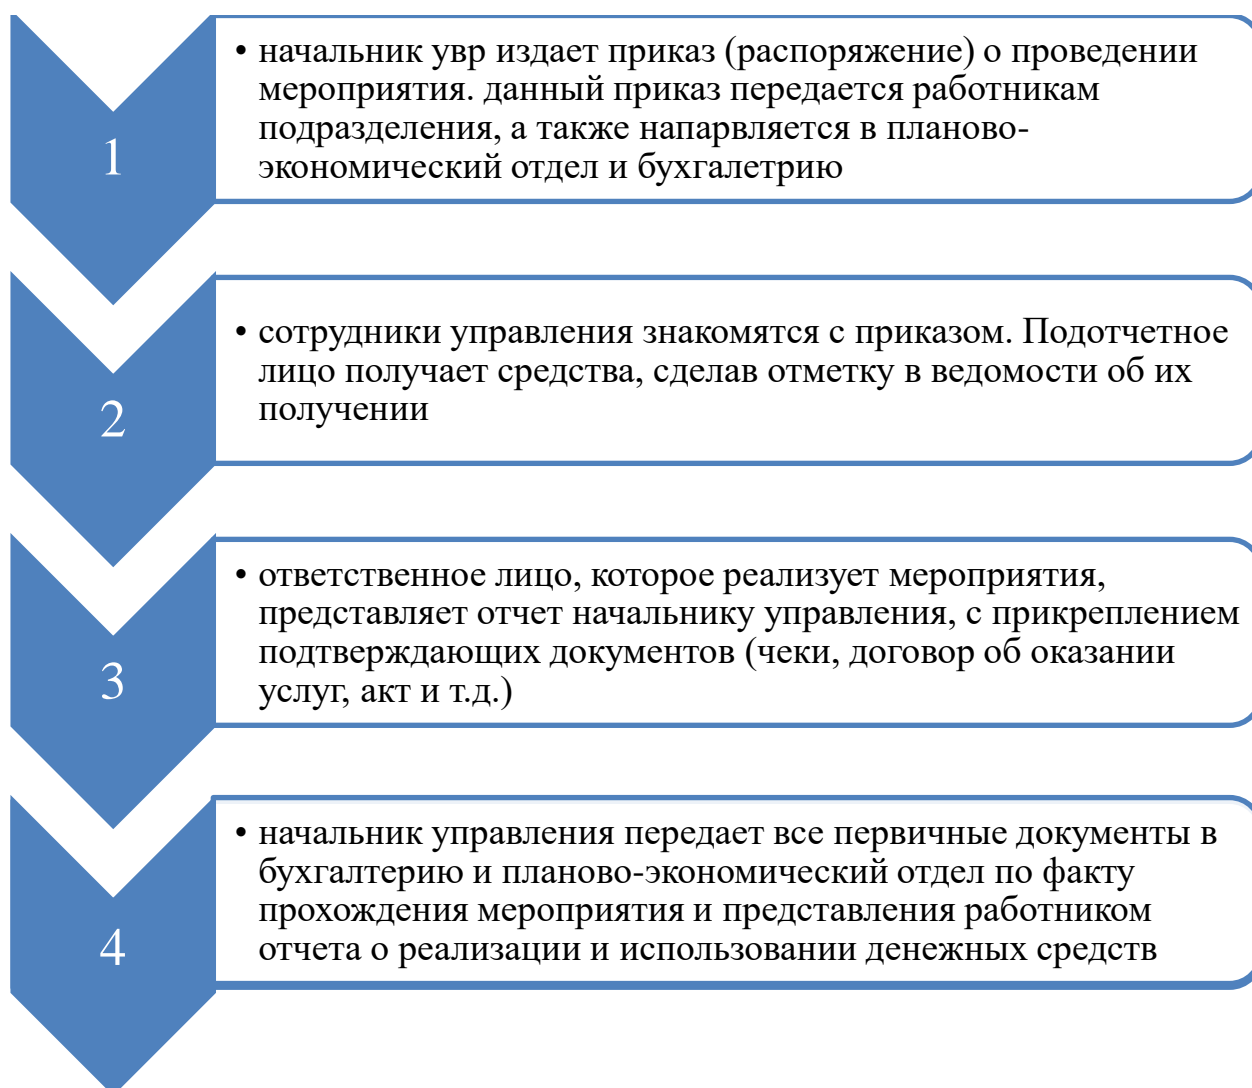 1
• начальник увр издает приказ (распоряжение) о проведении
мероприятия. данный приказ передается работникам
подразделения, а также напарвляется в планово-
экономический отдел и бухгалетрию
2
• сотрудники управления знакомятся с приказом. Подотчетное
лицо получает средства, сделав отметку в ведомости об их
получении
3
• ответственное лицо, которое реализует мероприятия,
представляет отчет начальнику управления, с прикреплением
подтверждающих документов (чеки, договор об оказании
услуг, акт и т.д.)
4
• начальник управления передает все первичные документы в
бухгалтерию и планово-экономический отдел по факту
прохождения мероприятия и представления работником
отчета о реализации и использовании денежных средств